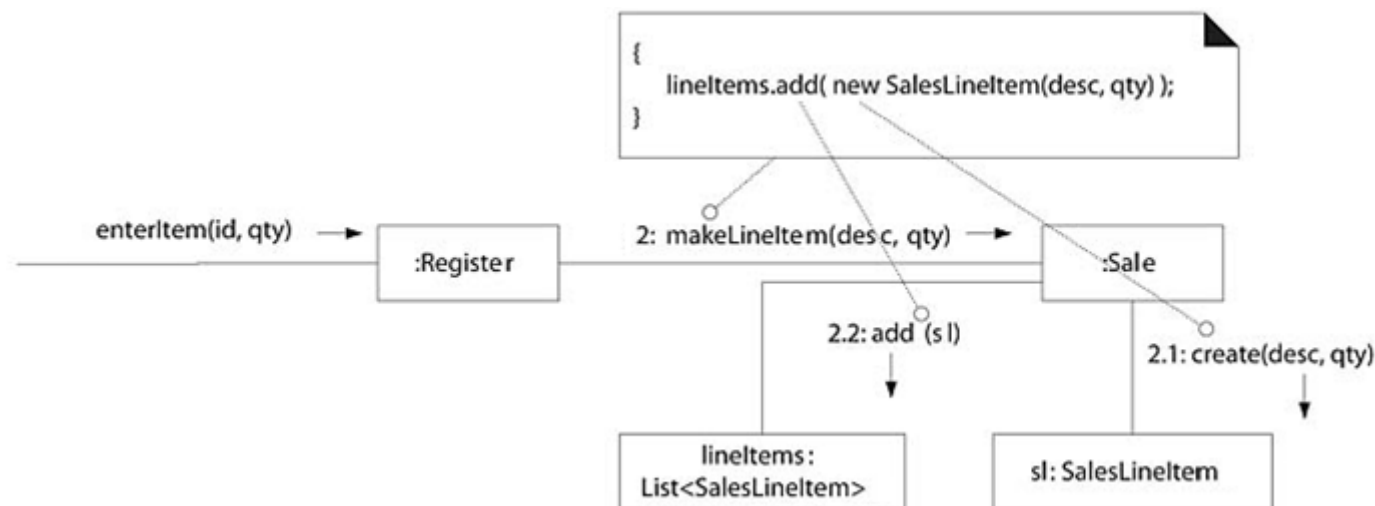 {
lineItems.add( new SalesLineItem(desc, qty) );
}
enterItem(id, qty)
2: makeLineItem(desc, qty)
:Register
:Sale
2.2: add (sl)
2.1: create(desc, qty)
lineItems :
List<SalesLineItem>
sl: SalesLineItem